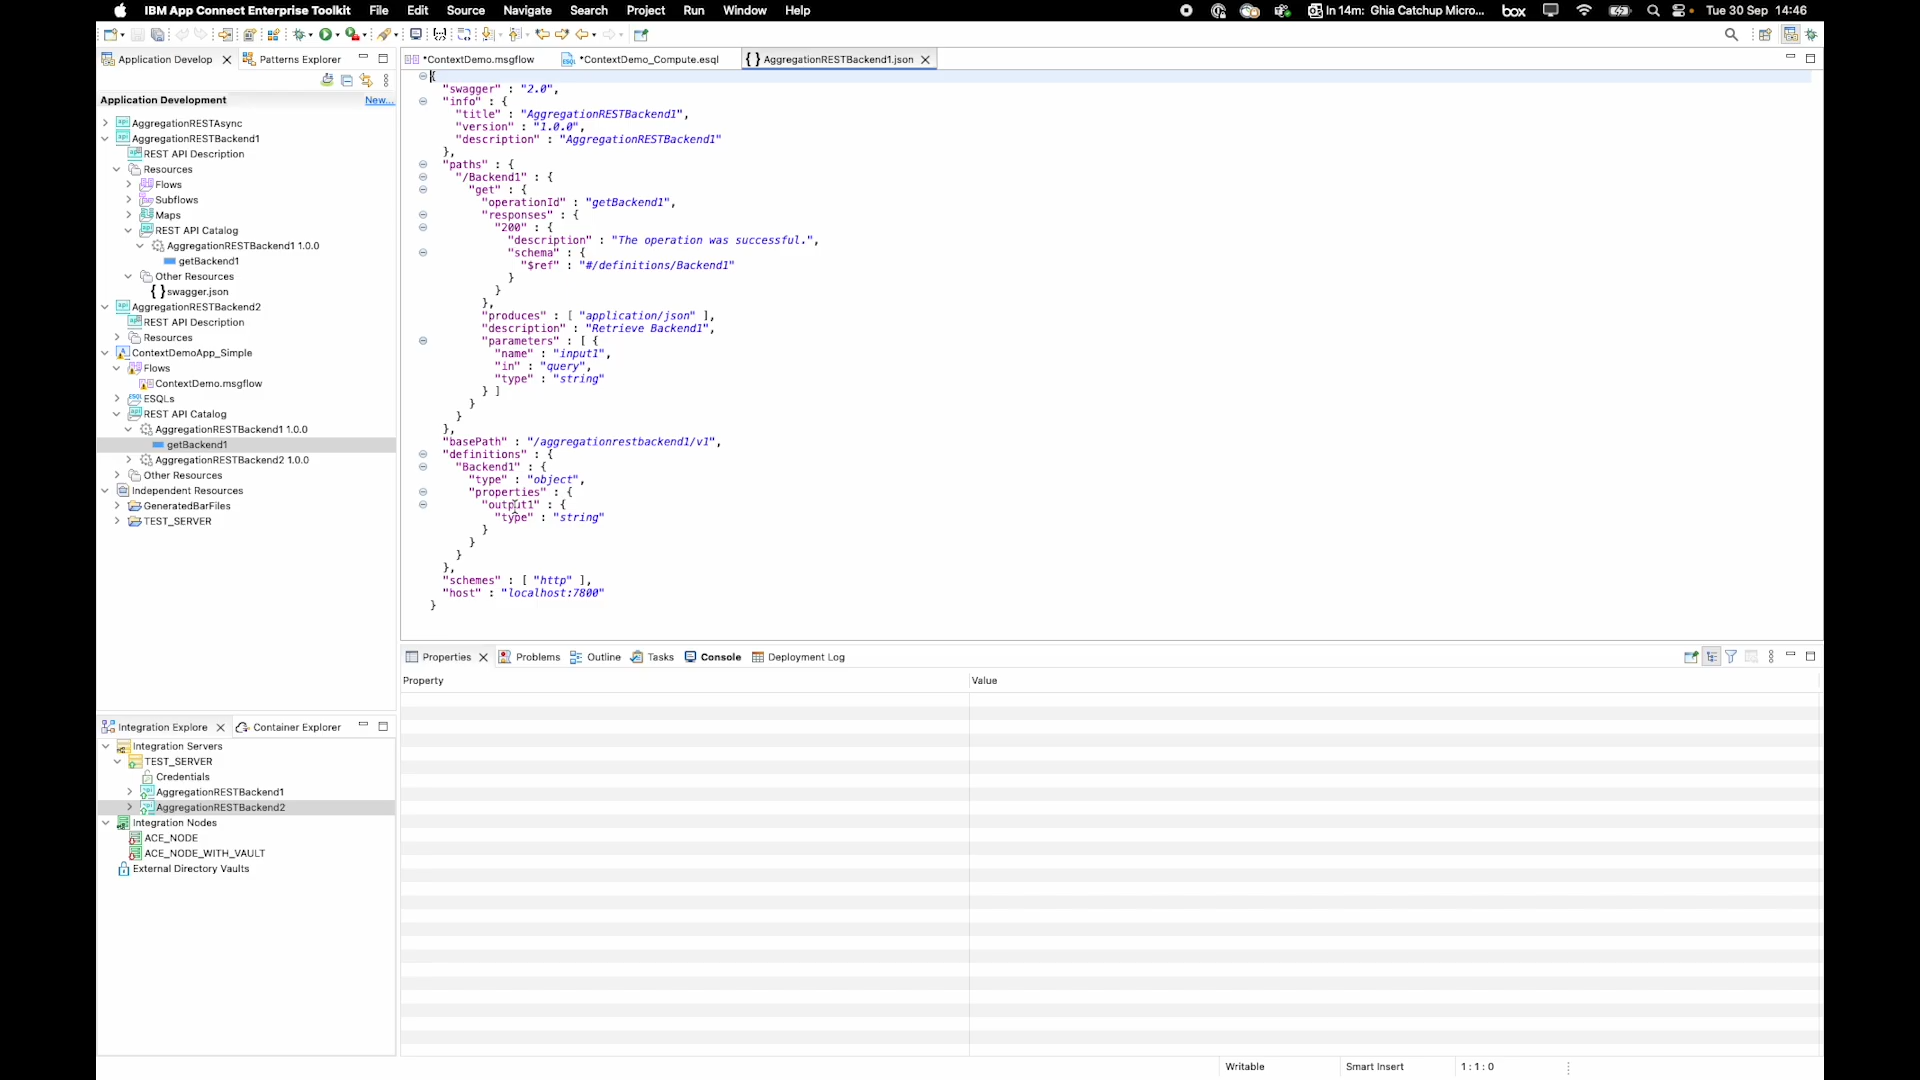 IBM App Connect Enterprise Toolkit File Edit Source Navigate Search Project Run Window Help In 14m: Ghia Catchup Micro... box Tue 30 Sep 14:46
Application Develop Patterns Explorer
Application Development New...
AggregationRESTAsync
AggregationRESTBackend1
REST API Description
Resources
Flows
Subflows
Maps
REST API Catalog
AggregationRESTBackend1 1.0.0
getBackend1
Other Resources
{ } swagger.json
AggregationRESTBackend2
REST API Description
Resources
ContextDemoApp_Simple
Flows
ContextDemo.msgflow
ESQLs
REST API Catalog
AggregationRESTBackend1 1.0.0
getBackend1
AggregationRESTBackend2 1.0.0
Other Resources
Independent Resources
GeneratedBarFiles
TEST_SERVER
Integration Explore Container Explorer
Integration Servers
TEST_SERVER
Credentials
AggregationRESTBackend1
AggregationRESTBackend2
Integration Nodes
ACE_NODE
ACE_NODE_WITH_VAULT
External Directory Vaults
*ContextDemo.msgflow *ContextDemo_Compute.esql { } AggregationRESTBackend1.json
{
"swagger" : "2.0",
"info" : {
"title" : "AggregationRESTBackend1",
"version" : "1.0.0",
"description" : "AggregationRESTBackend1"
},
"paths" : {
"/Backend1" : {
"get" : {
"operationId" : "getBackend1",
"responses" : {
"200" : {
"description" : "The operation was successful.",
"schema" : {
"$ref" : "#/definitions/Backend1"
}
}
},
"produces" : [ "application/json" ],
"description" : "Retrieve Backend1",
"parameters" : [ {
"name" : "input1",
"in" : "query",
"type" : "string"
} ]
}
}
},
"basePath" : "/aggregationrestbackend1/v1",
"definitions" : {
"Backend1" : {
"type" : "object",
"properties" : {
"output1" : {
"type" : "string"
}
}
}
},
"schemes" : [ "http" ],
"host" : "localhost:7800"
}
Properties Problems Outline Tasks Console Deployment Log
Property Value
Writable Smart Insert 1 : 1 : 0